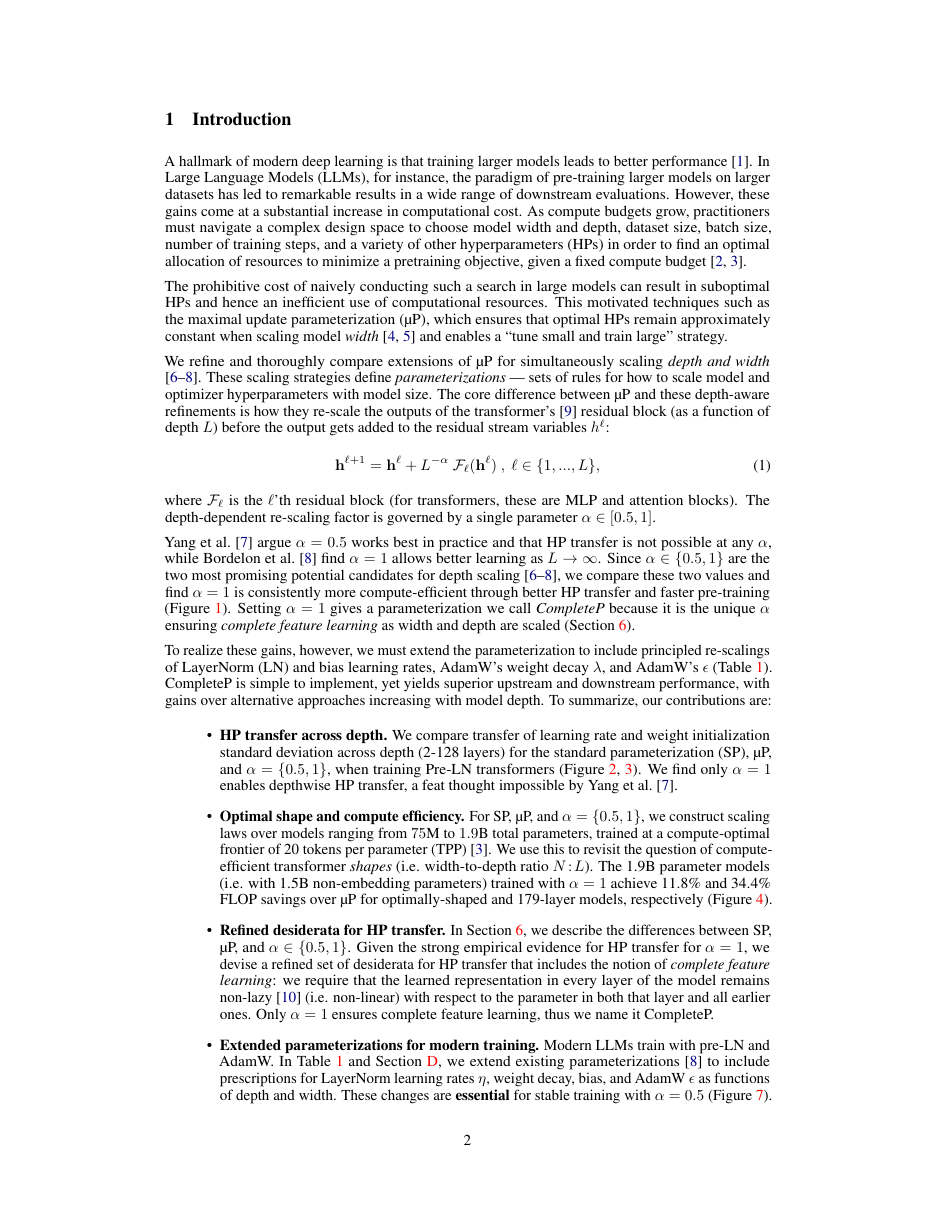 1 Introduction
A hallmark of modern deep learning is that training larger models leads to better performance [1]. In
Large Language Models (LLMs), for instance, the paradigm of pre-training larger models on larger
datasets has led to remarkable results in a wide range of downstream evaluations. However, these
gains come at a substantial increase in computational cost. As compute budgets grow, practitioners
must navigate a complex design space to choose model width and depth, dataset size, batch size,
number of training steps, and a variety of other hyperparameters (HPs) in order to find an optimal
allocation of resources to minimize a pretraining objective, given a fixed compute budget [2, 3].
The prohibitive cost of naively conducting such a search in large models can result in suboptimal
HPs and hence an inefficient use of computational resources. This motivated techniques such as
the maximal update parameterization (μP), which ensures that optimal HPs remain approximately
constant when scaling model width [4, 5] and enables a “tune small and train large” strategy.
We refine and thoroughly compare extensions of μP for simultaneously scaling depth and width
[6–8]. These scaling strategies define parameterizations — sets of rules for how to scale model and
optimizer hyperparameters with model size. The core difference between μP and these depth-aware
refinements is how they re-scale the outputs of the transformer's [9] residual block (as a function of
depth L) before the output gets added to the residual stream variables hℓ:
hℓ+1 = hℓ + L−α Fℓ(hℓ) , ℓ ∈ {1, ..., L}, (1)
where Fℓ is the ℓ'th residual block (for transformers, these are MLP and attention blocks). The
depth-dependent re-scaling factor is governed by a single parameter α ∈ [0.5, 1].
Yang et al. [7] argue α = 0.5 works best in practice and that HP transfer is not possible at any α,
while Bordelon et al. [8] find α = 1 allows better learning as L → ∞. Since α ∈ {0.5, 1} are the
two most promising potential candidates for depth scaling [6–8], we compare these two values and
find α = 1 is consistently more compute-efficient through better HP transfer and faster pre-training
(Figure 1). Setting α = 1 gives a parameterization we call CompleteP because it is the unique α
ensuring complete feature learning as width and depth are scaled (Section 6).
To realize these gains, however, we must extend the parameterization to include principled re-scalings
of LayerNorm (LN) and bias learning rates, AdamW's weight decay λ, and AdamW's ϵ (Table 1).
CompleteP is simple to implement, yet yields superior upstream and downstream performance, with
gains over alternative approaches increasing with model depth. To summarize, our contributions are:
• HP transfer across depth. We compare transfer of learning rate and weight initialization
standard deviation across depth (2-128 layers) for the standard parameterization (SP), μP,
and α = {0.5, 1}, when training Pre-LN transformers (Figure 2, 3). We find only α = 1
enables depthwise HP transfer, a feat thought impossible by Yang et al. [7].
• Optimal shape and compute efficiency. For SP, μP, and α = {0.5, 1}, we construct scaling
laws over models ranging from 75M to 1.9B total parameters, trained at a compute-optimal
frontier of 20 tokens per parameter (TPP) [3]. We use this to revisit the question of compute-
efficient transformer shapes (i.e. width-to-depth ratio N : L). The 1.9B parameter models
(i.e. with 1.5B non-embedding parameters) trained with α = 1 achieve 11.8% and 34.4%
FLOP savings over μP for optimally-shaped and 179-layer models, respectively (Figure 4).
• Refined desiderata for HP transfer. In Section 6, we describe the differences between SP,
μP, and α ∈ {0.5, 1}. Given the strong empirical evidence for HP transfer for α = 1, we
devise a refined set of desiderata for HP transfer that includes the notion of complete feature
learning: we require that the learned representation in every layer of the model remains
non-lazy [10] (i.e. non-linear) with respect to the parameter in both that layer and all earlier
ones. Only α = 1 ensures complete feature learning, thus we name it CompleteP.
• Extended parameterizations for modern training. Modern LLMs train with pre-LN and
AdamW. In Table 1 and Section D, we extend existing parameterizations [8] to include
prescriptions for LayerNorm learning rates η, weight decay, bias, and AdamW ϵ as functions
of depth and width. These changes are essential for stable training with α = 0.5 (Figure 7).
2